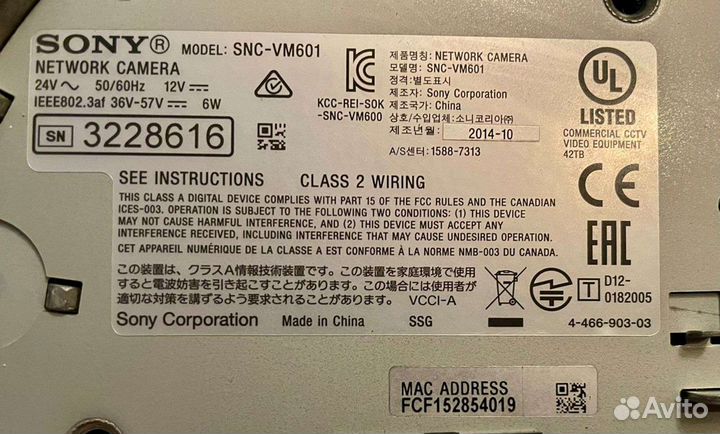 SONY® MODEL: SNC-VM601
NETWORK CAMERA
24V 50/60Hz 12V
IEEE802.3af 36V-57V 6W
SN 3228616
KCC-REI-SOK
-SNC-VM600
제품명칭: NETWORK CAMERA
모델명: SNC-VM601
정격:별도표시
제조자: Sony Corporation
제조국가: China
상호/수입업체:소니코리아㈜
제조년월: 2014-10
A/S센터: 1588-7313
UL
LISTED
COMMERCIAL CCTV
VIDEO EQUIPMENT
42TB
CE
EAC
SEE INSTRUCTIONS CLASS 2 WIRING
THIS CLASS A DIGITAL DEVICE COMPLIES WITH PART 15 OF THE FCC RULES AND THE CANADIAN
ICES-003. OPERATION IS SUBJECT TO THE FOLLOWING TWO CONDITIONS: (1) THIS DEVICE
MAY NOT CAUSE HARMFUL INTERFERENCE, AND (2) THIS DEVICE MUST ACCEPT ANY
INTERFERENCE RECEIVED, INCLUDING INTERFERENCE THAT MAY CAUSE UNDESIRED OPERATION.
CET APPAREIL NUMÉRIQUE DE LA CLASSE A EST CONFORME À LA NORME NMB-003 DU CANADA.
この装置は、クラスA情報技術装置です。この装置を家庭環境で使用
すると電波妨害を引き起こすことがあります。この場合には使用者が
適切な対策を講ずるよう要求されることがあります。 VCCI-A
T D12-
0182005
Sony Corporation Made in China SSG 4-466-903-03
MAC ADDRESS
FCF152854019
Avito